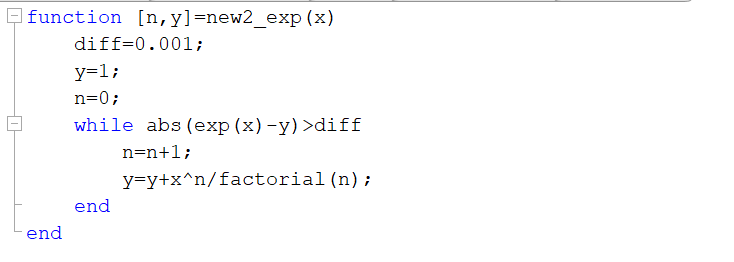 function [n,y]=new2_exp(x)
    diff=0.001;
    y=1;
    n=0;
    while abs(exp(x)-y)>diff
        n=n+1;
        y=y+x^n/factorial(n);
    end
end